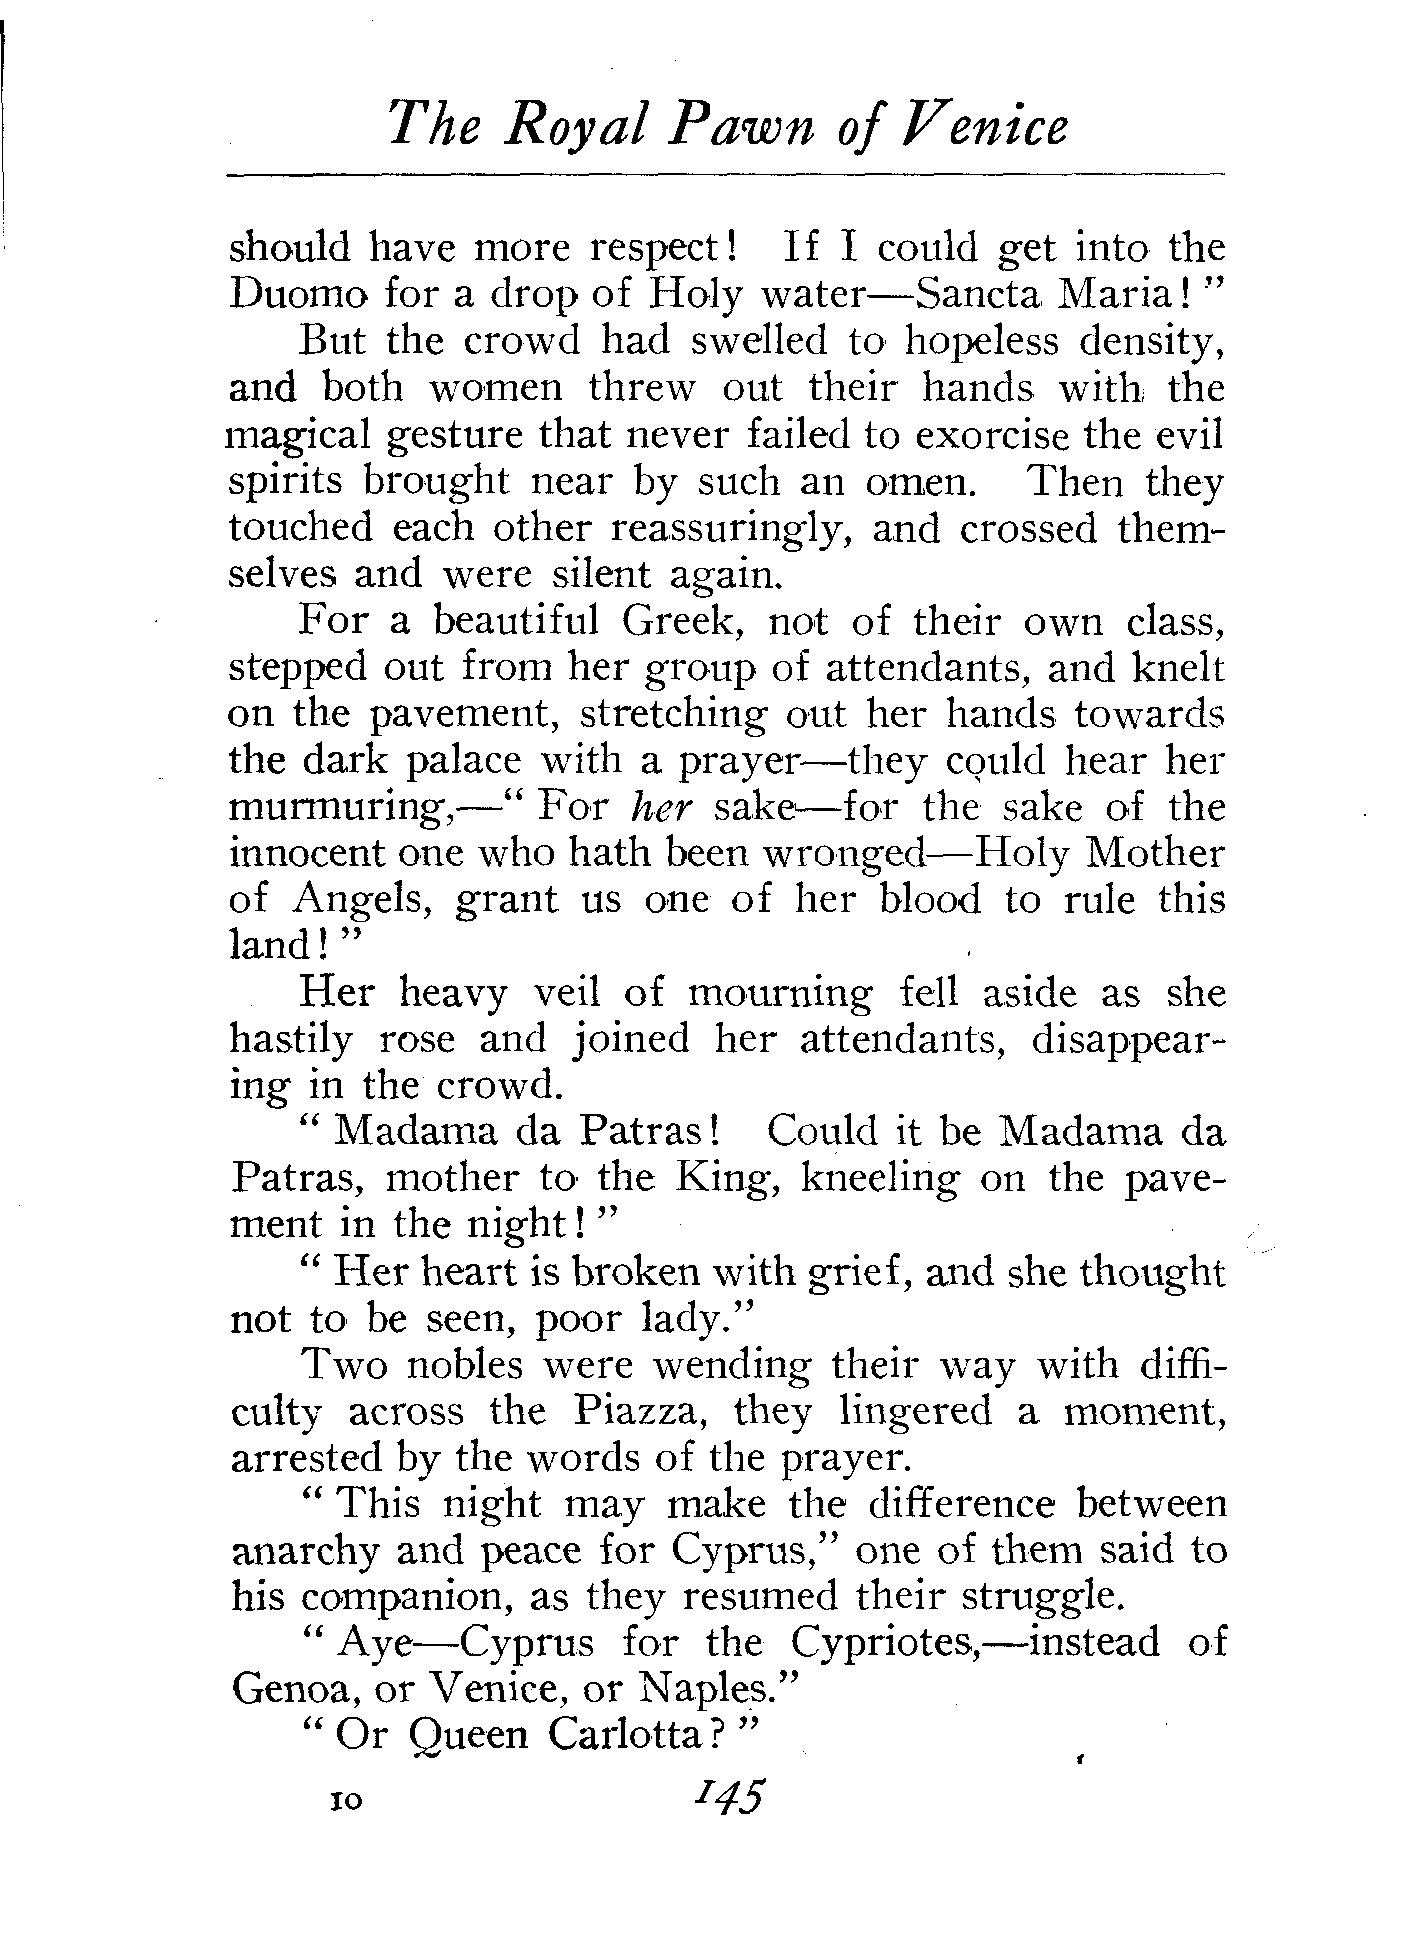 The Royal Pawn of Venice
should have more respect! If I could get into the
Duomo for a drop of Holy water—Sancta Maria! "
But the crowd had swelled to hopeless density,
and both women threw out their hands with the
magical gesture that never failed to exorcise the evil
spirits brought near by such an omen. Then they
touched each other reassuringly, and crossed them-
selves and were silent again.
For a beautiful Greek, not of their own class,
stepped out from her group of attendants, and knelt
on the pavement, stretching out her hands towards
the dark palace with a prayer—they could hear her
murmuring,—" For her sake—for the sake of the
innocent one who hath been wronged—Holy Mother
of Angels, grant us one of her blood to rule this
land! "
Her heavy veil of mourning fell aside as she
hastily rose and joined her attendants, disappear-
ing in the crowd.
" Madama da Patras! Could it be Madama da
Patras, mother to the King, kneeling on the pave-
ment in the night! "
" Her heart is broken with grief, and she thought
not to be seen, poor lady."
Two nobles were wending their way with diffi-
culty across the Piazza, they lingered a moment,
arrested by the words of the prayer.
" This night may make the difference between
anarchy and peace for Cyprus," one of them said to
his companion, as they resumed their struggle.
" Aye—Cyprus for the Cypriotes,—instead of
Genoa, or Venice, or Naples."
" Or Queen Carlotta? "
10 145